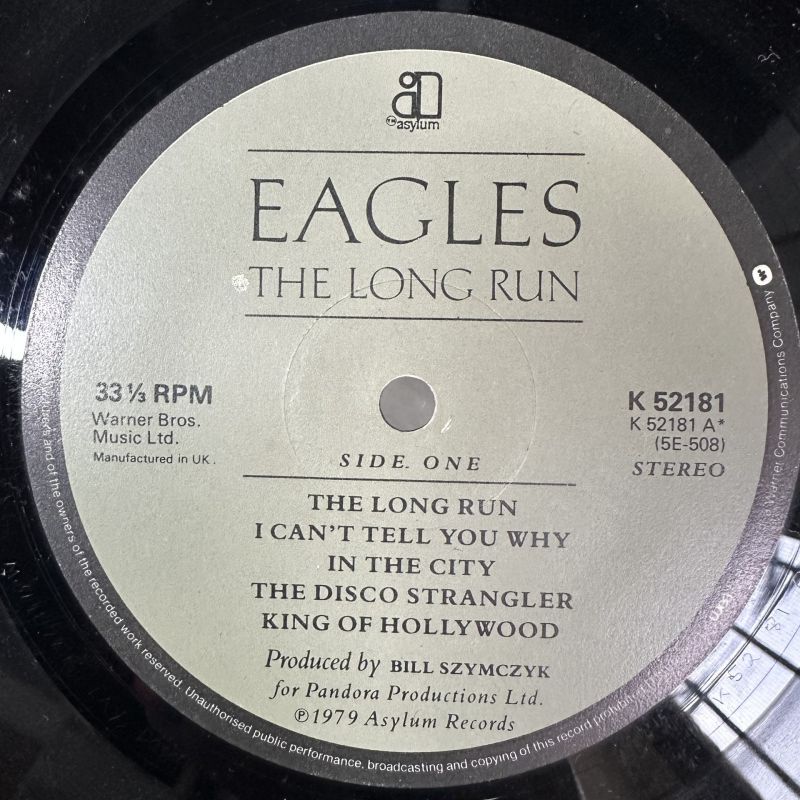 asylum
EAGLES
THE LONG RUN
33⅓ RPM
Warner Bros.
Music Ltd.
Manufactured in UK.
K 52181
K 52181 A*
(5E-508)
STEREO
SIDE ONE
THE LONG RUN
I CAN'T TELL YOU WHY
IN THE CITY
THE DISCO STRANGLER
KING OF HOLLYWOOD
Produced by BILL SZYMCZYK
for Pandora Productions Ltd.
℗1979 Asylum Records
and of the owners of the recorded work reserved. Unauthorised public performance, broadcasting and copying of this record prohibited
Warner Communications Company